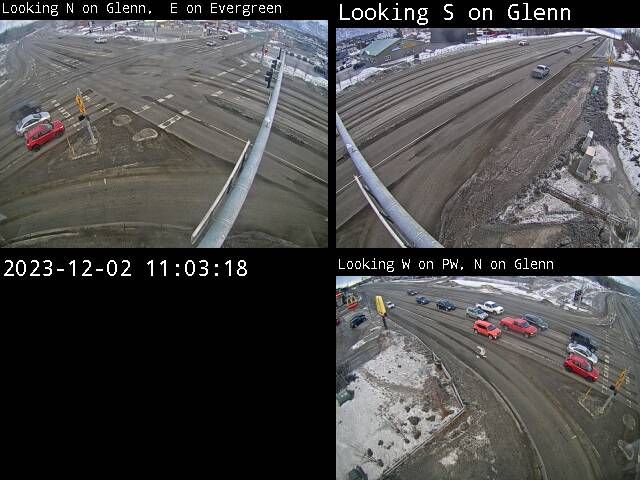 Looking N on Glenn, E on Evergreen
Looking S on Glenn
2023-12-02 11:03:18
Looking W on PW, N on Glenn